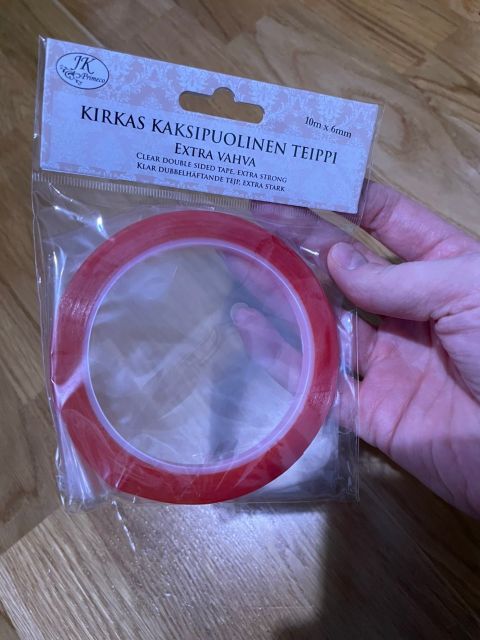 JK
Primeco
10m x 6mm
KIRKAS KAKSIPUOLINEN TEIPPI
EXTRA VAHVA
CLEAR DOUBLE SIDED TAPE, EXTRA STRONG
KLAR DUBBELHAFTANDE TEJP, EXTRA STARK